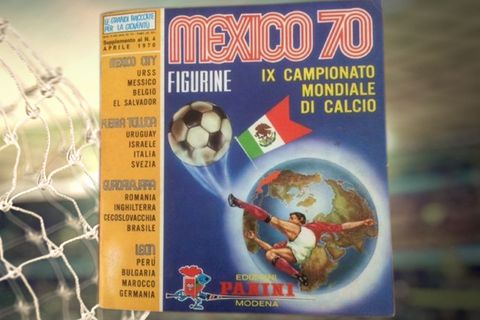 LE GRANDI RACCOLTE
PER LA GIOVENTÙ
Supplemento al N. 4
APRILE 1970
MEXICO 70
FIGURINE
IX CAMPIONATO
MONDIALE
DI CALCIO
MEXICO CITY
URSS
MESSICO
BELGIO
EL SALVADOR
PUEBLA TOLUCA
URUGUAY
ISRAELE
ITALIA
SVEZIA
GUADALAJARA
ROMANIA
INGHILTERRA
CECOSLOVACCHIA
BRASILE
LEON
PERÚ
BULGARIA
MAROCCO
GERMANIA
EDIZIONI
PANINI
MODENA